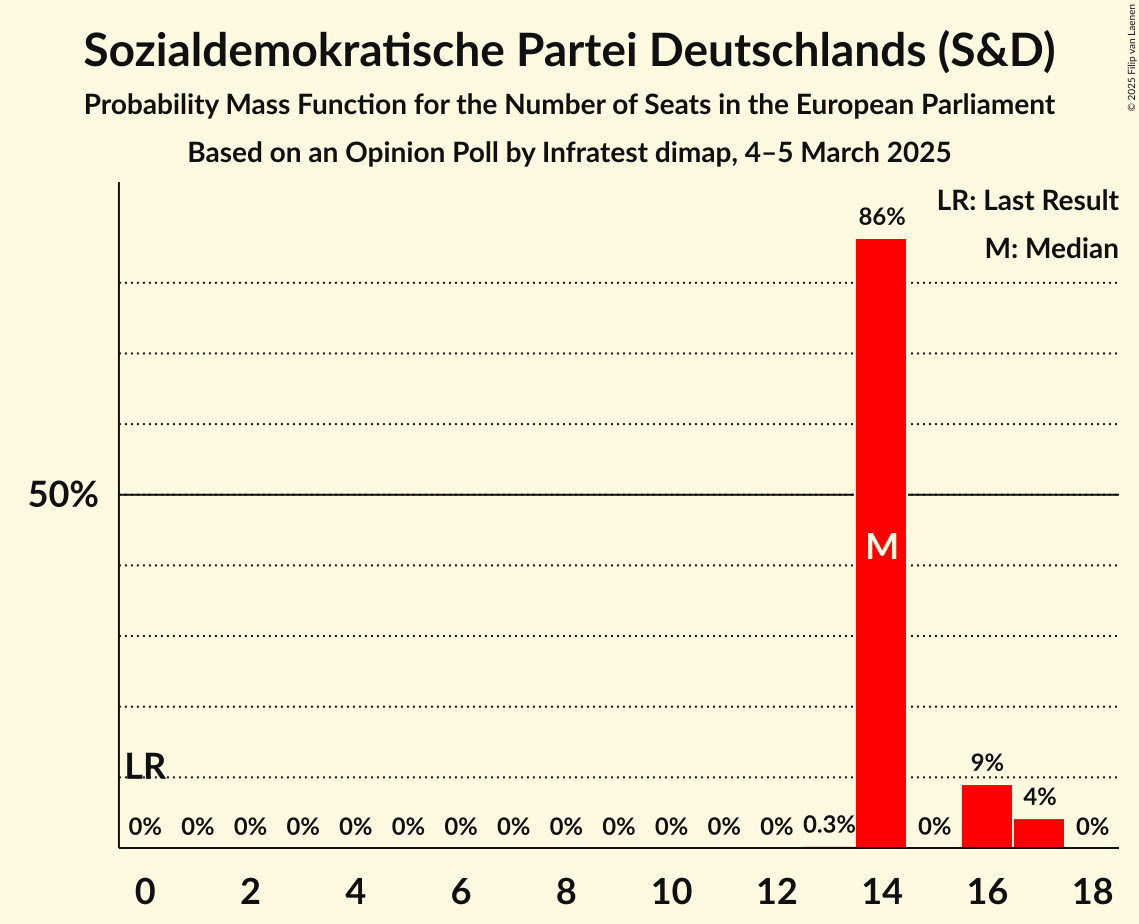 Sozialdemokratische Partei Deutschlands (S&D)
Probability Mass Function for the Number of Seats in the European Parliament
Based on an Opinion Poll by Infratest dimap, 4–5 March 2025
© 2025 Filip van Laenen
LR: Last Result
M: Median
86%
50%
M
LR
9%
4%
0% 0% 0% 0% 0% 0% 0% 0% 0% 0% 0% 0% 0% 0.3% 0% 0%
0 2 4 6 8 10 12 14 16 18